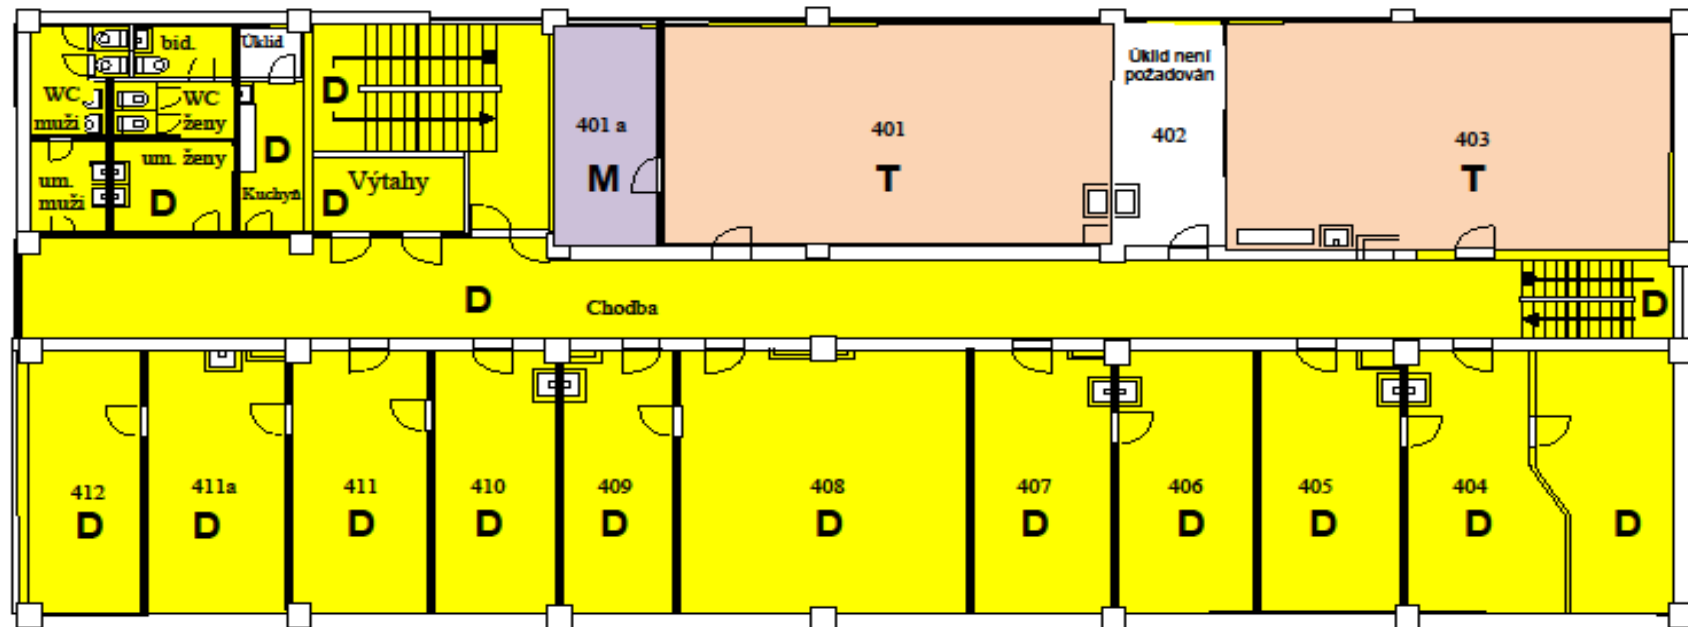 bid.
Úklid
WC
muži
WC
ženy
D
um.
muži
um. ženy
D
D
Kuchyň
Výtahy
D
401 a
M
401
T
Úklid není
požadován
402
403
T
D
Chodba
D
412
D
411a
D
411
D
410
D
409
D
408
D
407
D
406
D
405
D
404
D
D